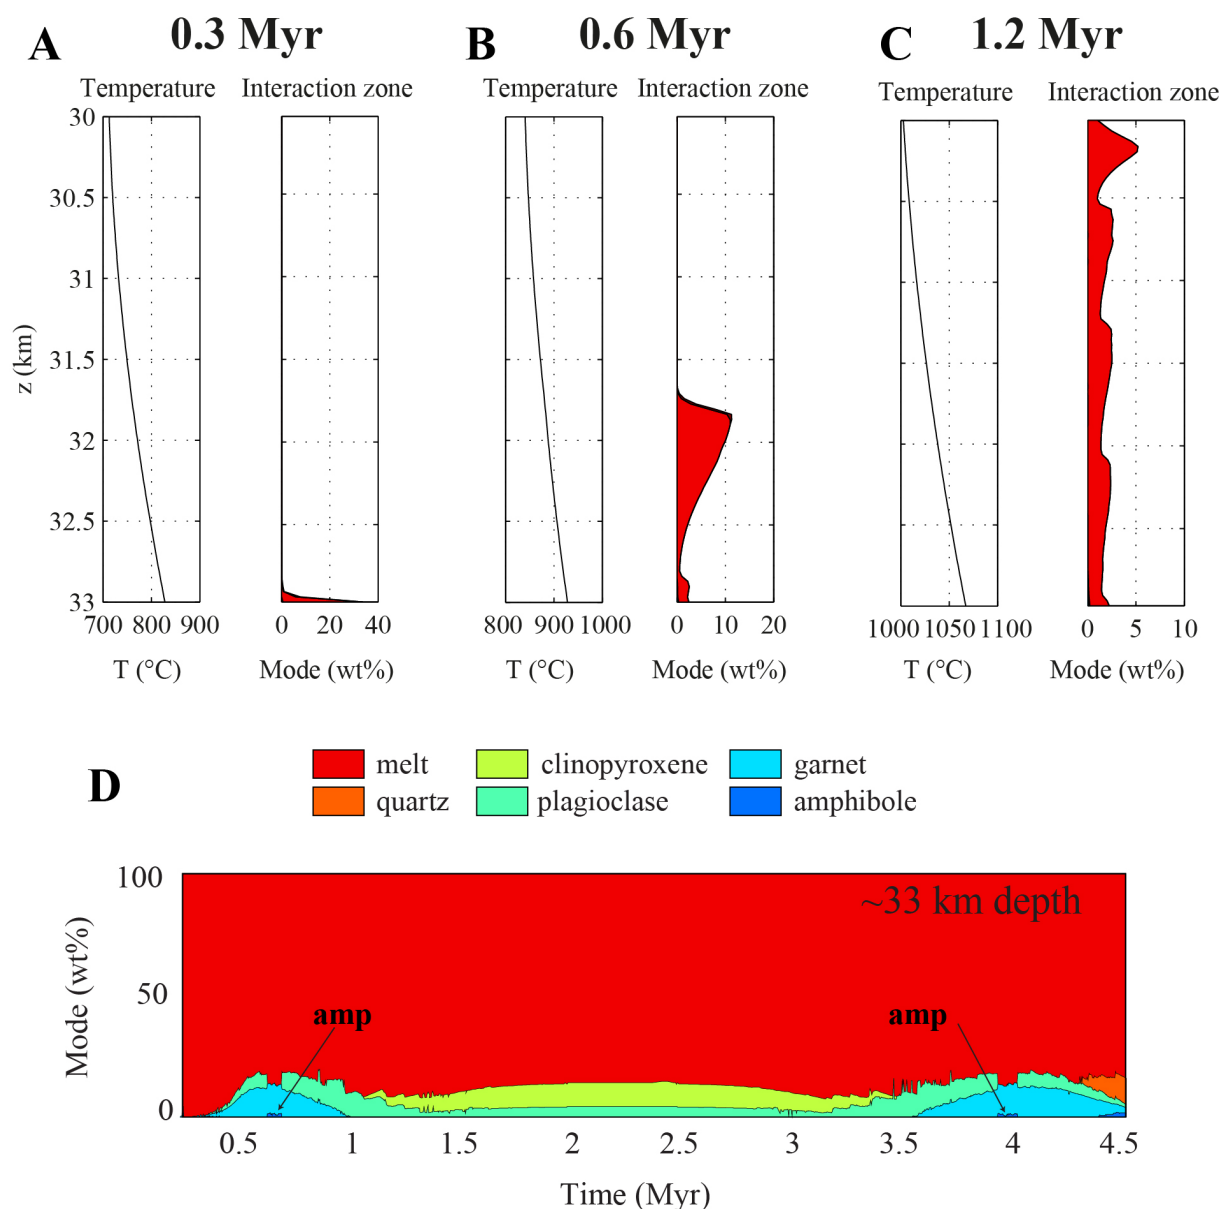 A 0.3 Myr B 0.6 Myr C 1.2 Myr
Temperature Interaction zone Temperature Interaction zone Temperature Interaction zone
30
30.5
31
31.5
32
32.5
33
z (km)
700 800 900 0 20 40 800 900 1000 0 10 20 1000 1050 1100 0 5 10
T (°C) Mode (wt%) T (°C) Mode (wt%) T (°C) Mode (wt%)
D
melt clinopyroxene garnet
quartz plagioclase amphibole
100
~33 km depth
50
Mode (wt%)
amp amp
0
0.5 1 1.5 2 2.5 3 3.5 4 4.5
Time (Myr)